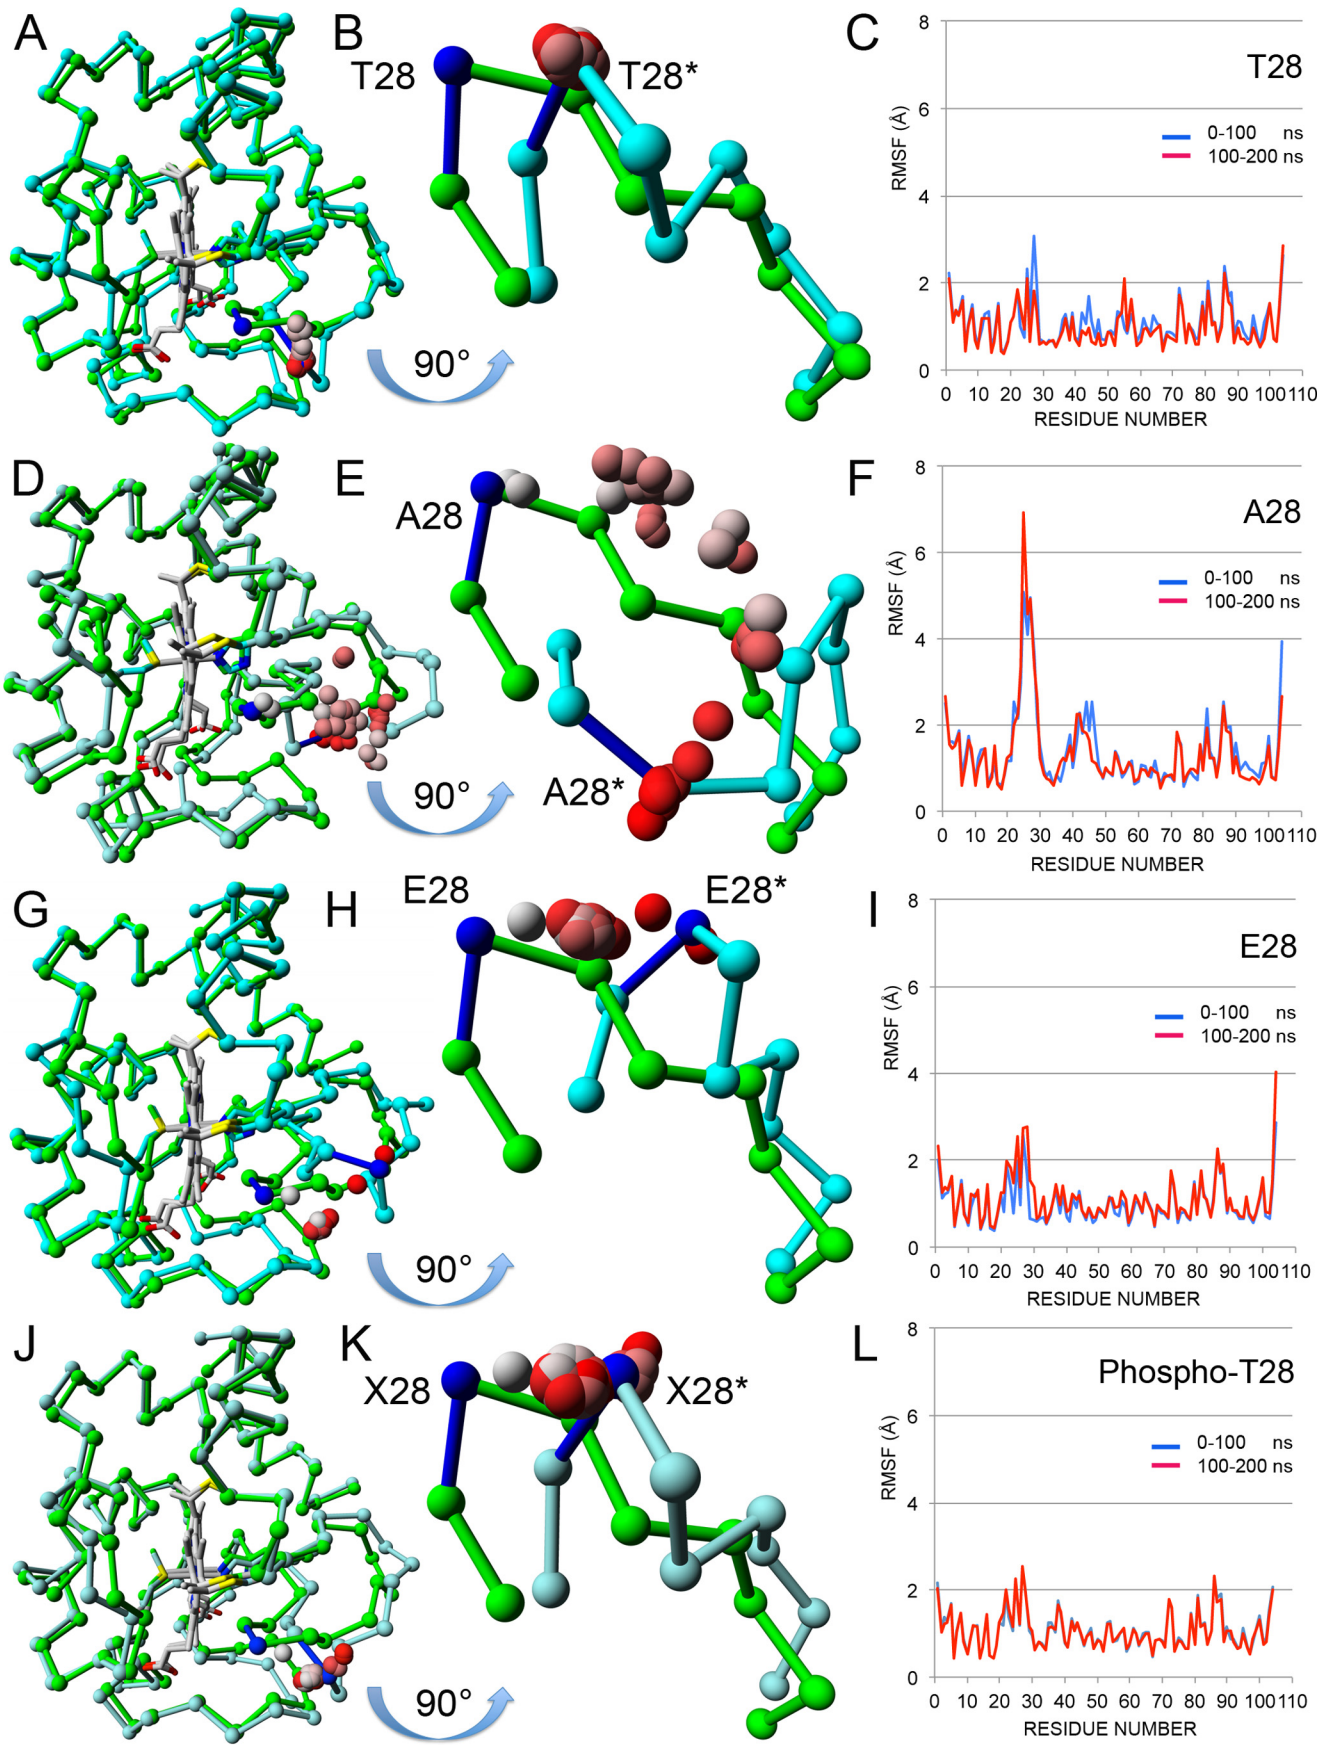 A
B
T28
T28*
90°
C
T28
0-100 ns
100-200 ns
RMSF (Å)
8
6
4
2
0
0 10 20 30 40 50 60 70 80 90 100 110
RESIDUE NUMBER
D
E
A28
A28*
90°
F
A28
0-100 ns
100-200 ns
RMSF (Å)
8
6
4
2
0
0 10 20 30 40 50 60 70 80 90 100 110
RESIDUE NUMBER
G
H
E28
E28*
90°
I
E28
0-100 ns
100-200 ns
RMSF (Å)
8
6
4
2
0
0 10 20 30 40 50 60 70 80 90 100 110
RESIDUE NUMBER
J
K
X28
X28*
90°
L
Phospho-T28
0-100 ns
100-200 ns
RMSF (Å)
8
6
4
2
0
0 10 20 30 40 50 60 70 80 90 100 110
RESIDUE NUMBER